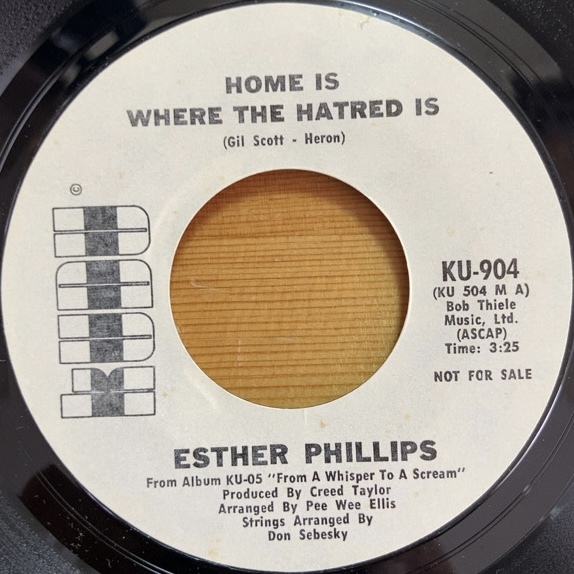 HOME IS
WHERE THE HATRED IS
(Gil Scott - Heron)
©
KUDU
KU-904
(KU 504 M A)
Bob Thiele
Music, Ltd.
(ASCAP)
Time: 3:25
NOT FOR SALE
ESTHER PHILLIPS
From Album KU-05 "From A Whisper To A Scream"
Produced By Creed Taylor
Arranged By Pee Wee Ellis
Strings Arranged By
Don Sebesky